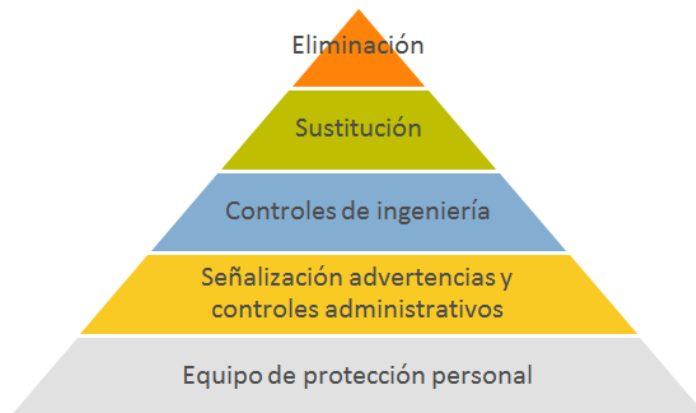 Eliminación
Sustitución
Controles de ingeniería
Señalización advertencias y
controles administrativos
Equipo de protección personal